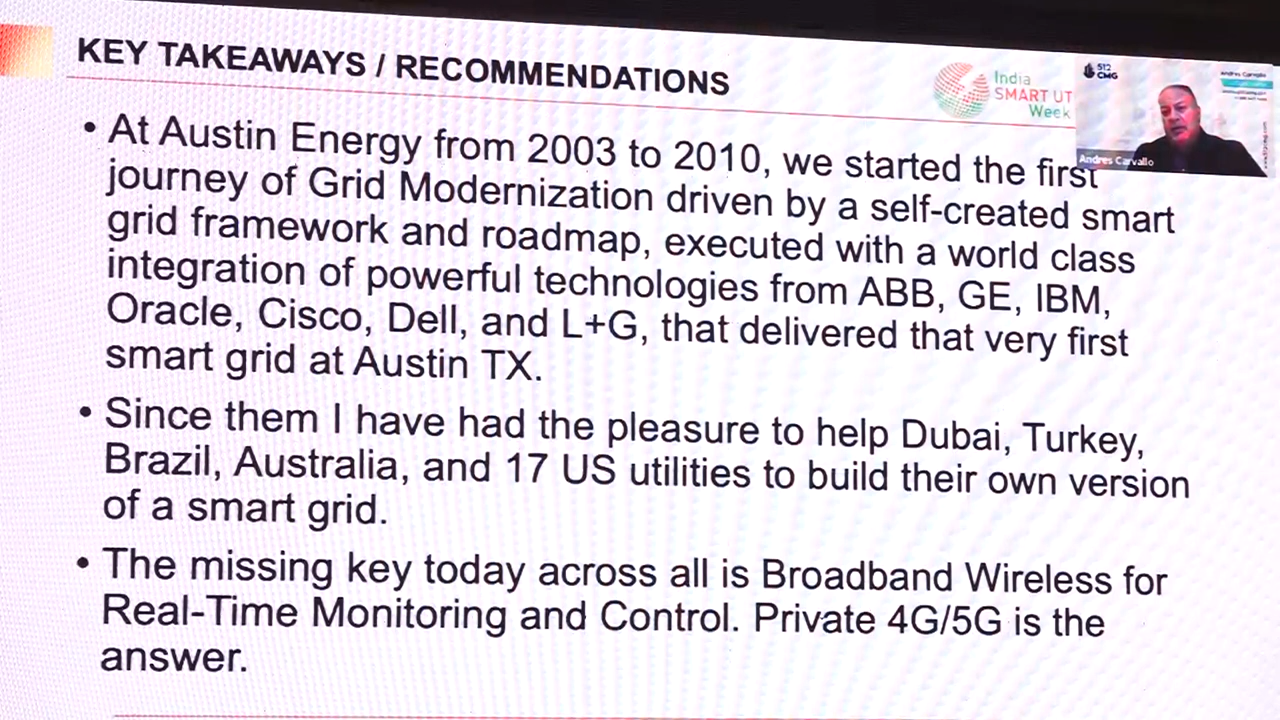 KEY TAKEAWAYS / RECOMMENDATIONS
India
SMART UT
Week
512
CMG
Andres Carvallo
Andres Carvallo
• At Austin Energy from 2003 to 2010, we started the first
journey of Grid Modernization driven by a self-created smart
grid framework and roadmap, executed with a world class
integration of powerful technologies from ABB, GE, IBM,
Oracle, Cisco, Dell, and L+G, that delivered that very first
smart grid at Austin TX.
• Since them I have had the pleasure to help Dubai, Turkey,
Brazil, Australia, and 17 US utilities to build their own version
of a smart grid.
• The missing key today across all is Broadband Wireless for
Real-Time Monitoring and Control. Private 4G/5G is the
answer.